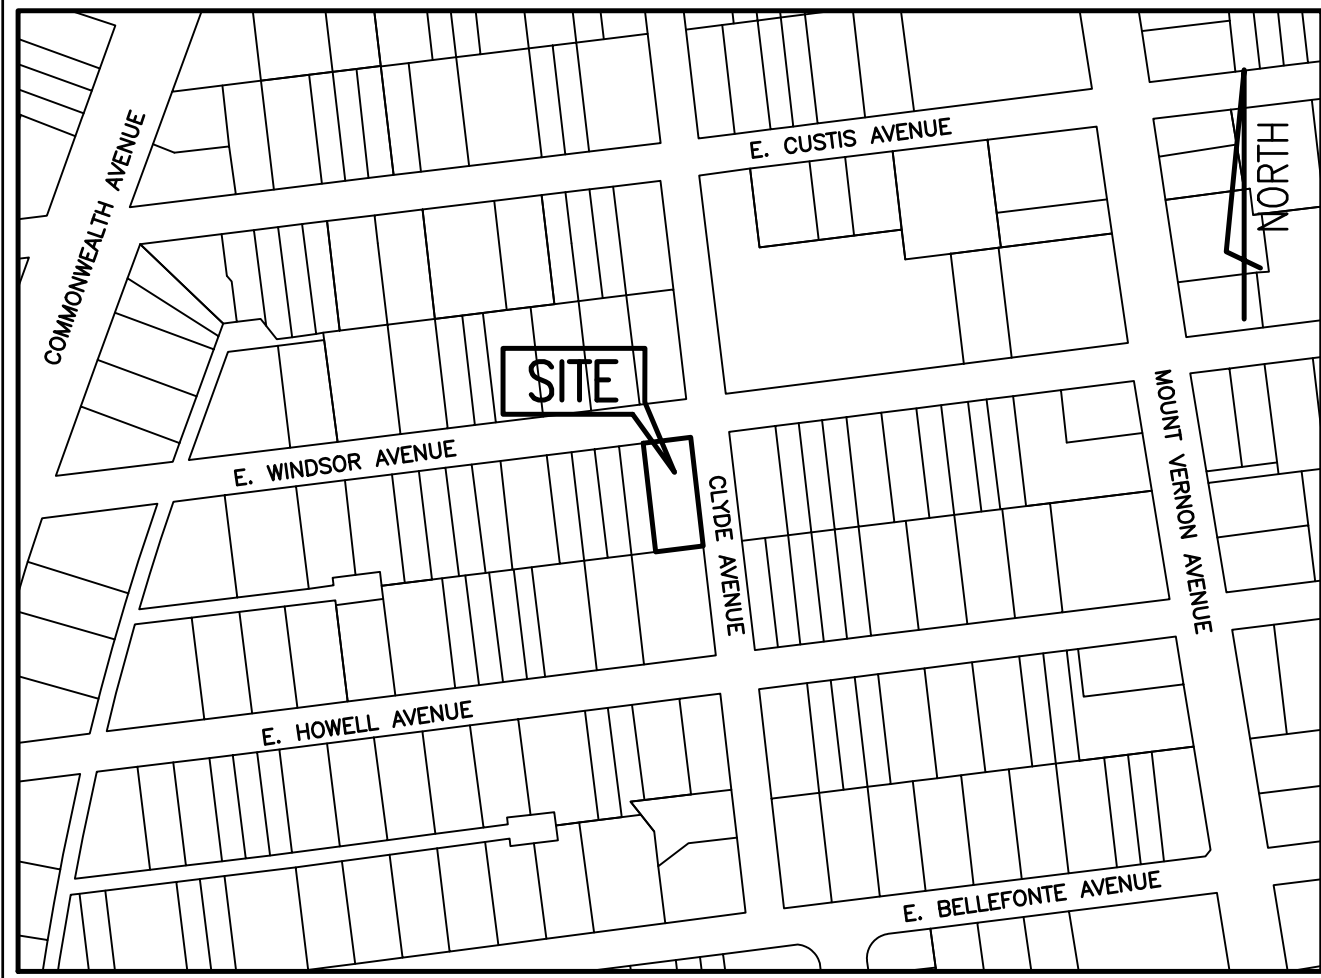 E. CUSTIS AVENUE
NORTH
COMMONWEALTH AVENUE
SITE
MOUNT VERNON AVENUE
E. WINDSOR AVENUE
CLYDE AVENUE
E. HOWELL AVENUE
E. BELLEFONTE AVENUE